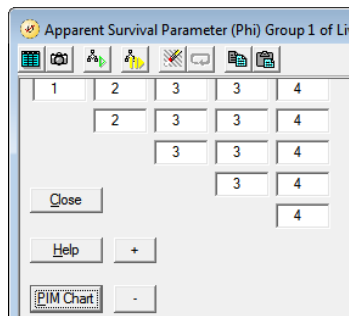 Apparent Survival Parameter (Phi) Group 1 of Li
1 2 3 3 4
2 3 3 4
3 3 4
3 4
Close
4
Help +
PIM Chart -